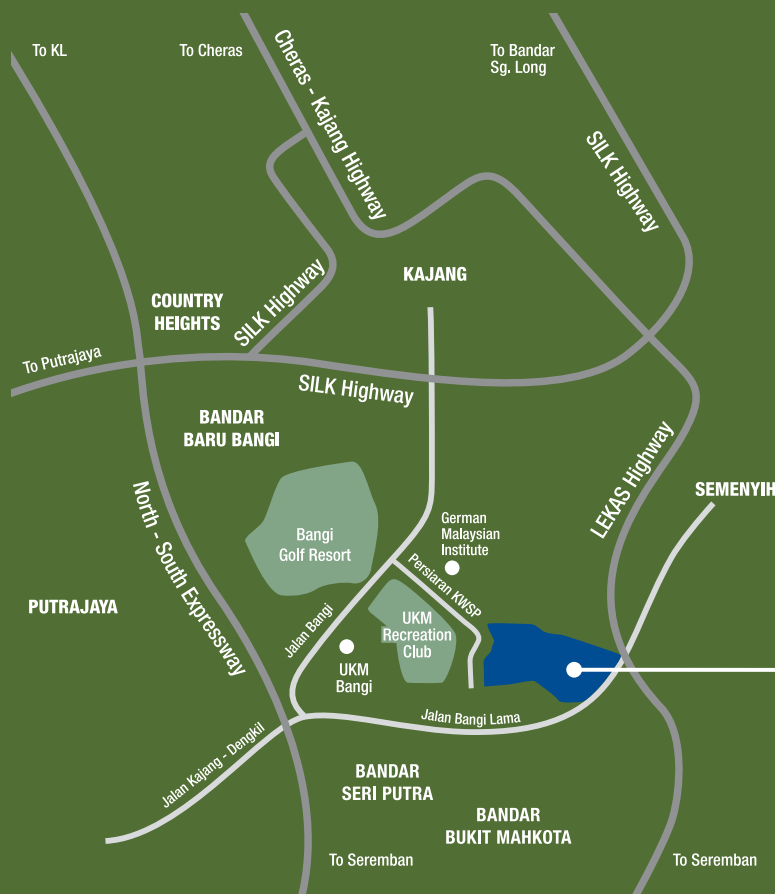 To KL
To Cheras
To Bandar
Sg. Long
Cheras - Kajang Highway
SILK Highway
KAJANG
COUNTRY
HEIGHTS
SILK Highway
To Putrajaya
SILK Highway
BANDAR
BARU BANGI
LEKAS Highway
SEMENYIH
North - South Expressway
German
Malaysian
Institute
Bangi
Golf Resort
Persiaran KWSP
PUTRAJAYA
Jalan Bangi
UKM
Recreation
Club
UKM
Bangi
Jalan Bangi Lama
Jalan Kajang - Dengkil
BANDAR
SERI PUTRA
BANDAR
BUKIT MAHKOTA
To Seremban
To Seremban